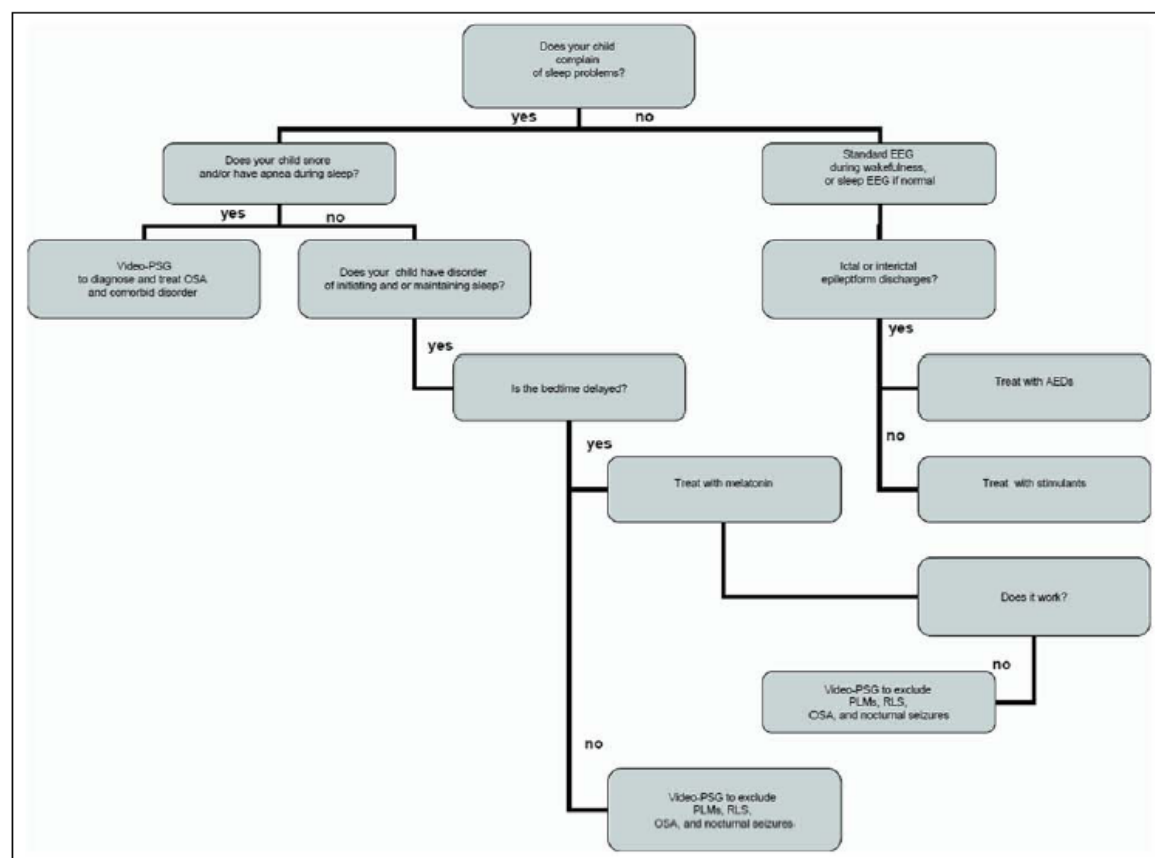 Does your child
complain
of sleep problems?
yes
no
Does your child snore
and/or have apnea during sleep?
Standard EEG
during wakefulness,
or sleep EEG if normal
yes
no
Video-PSG
to diagnose and treat OSA
and comorbid disorder
Does your child have disorder
of initiating and or maintaining sleep?
Ictal or interictal
epileptform discharges?
yes
yes
Is the bedtime delayed?
Treat with AEDs
yes
no
Treat with melatonin
Treat with stimulants
Does it work?
no
Video-PSG to exclude
PLMs, RLS,
OSA, and nocturnal seizures
no
Video-PSG to exclude
PLMs, RLS,
OSA, and nocturnal seizures